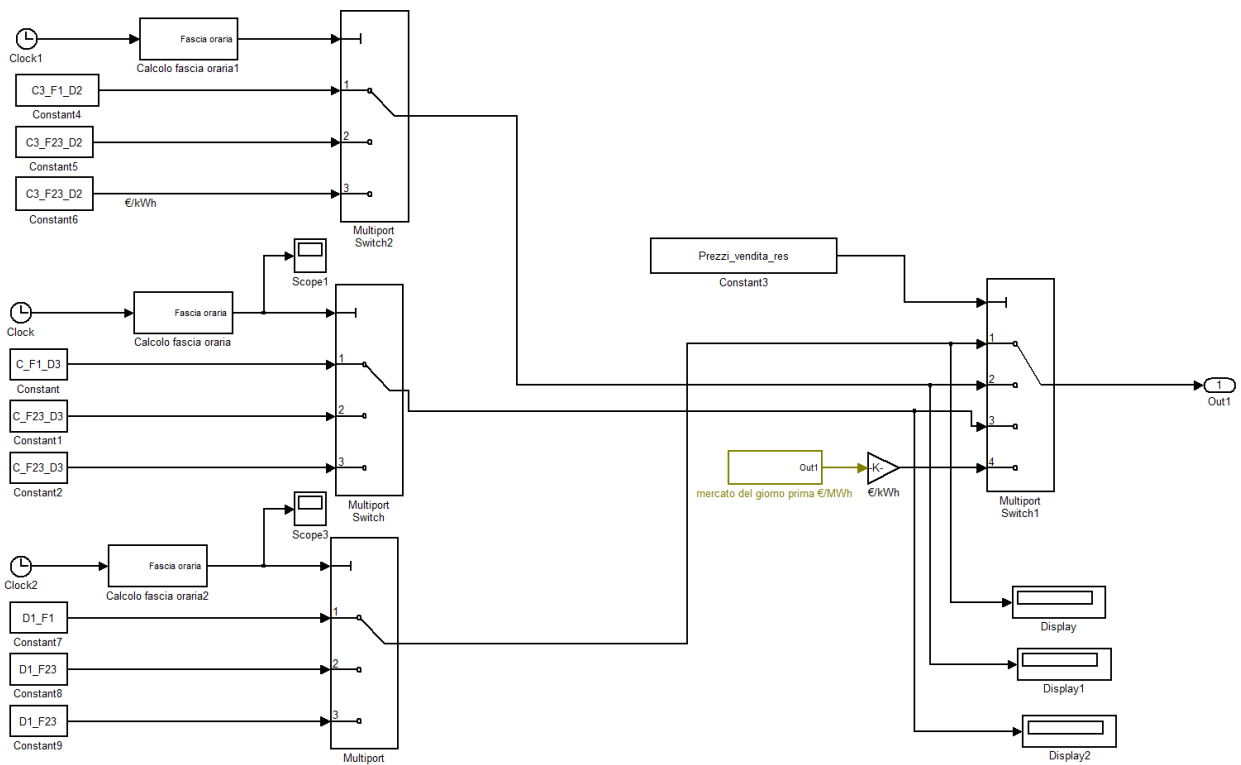 Fascia oraria
Clock1
Calcolo fascia oraria1
C3_F1_D2
1
Constant4
C3_F23_D2
2
Constant5
C3_F23_D2
3
€/kWh
Constant6
Multiport
Switch2
Prezzi_vendita_res
Constant3
Scope1
Fascia oraria
Clock
Calcolo fascia oraria
1
C_F1_D3
1
Constant
2
1
Out1
C_F23_D3
2
3
Constant1
C_F23_D3
3
Out1
-K-
4
Constant2
mercato del giorno prima €/MWh
€/kWh
Multiport
Switch
Multiport
Switch1
Scope3
Fascia oraria
Clock2
Calcolo fascia oraria2
D1_F1
1
Constant7
Display
D1_F23
2
Constant8
Display1
D1_F23
3
Constant9
Multiport
Display2